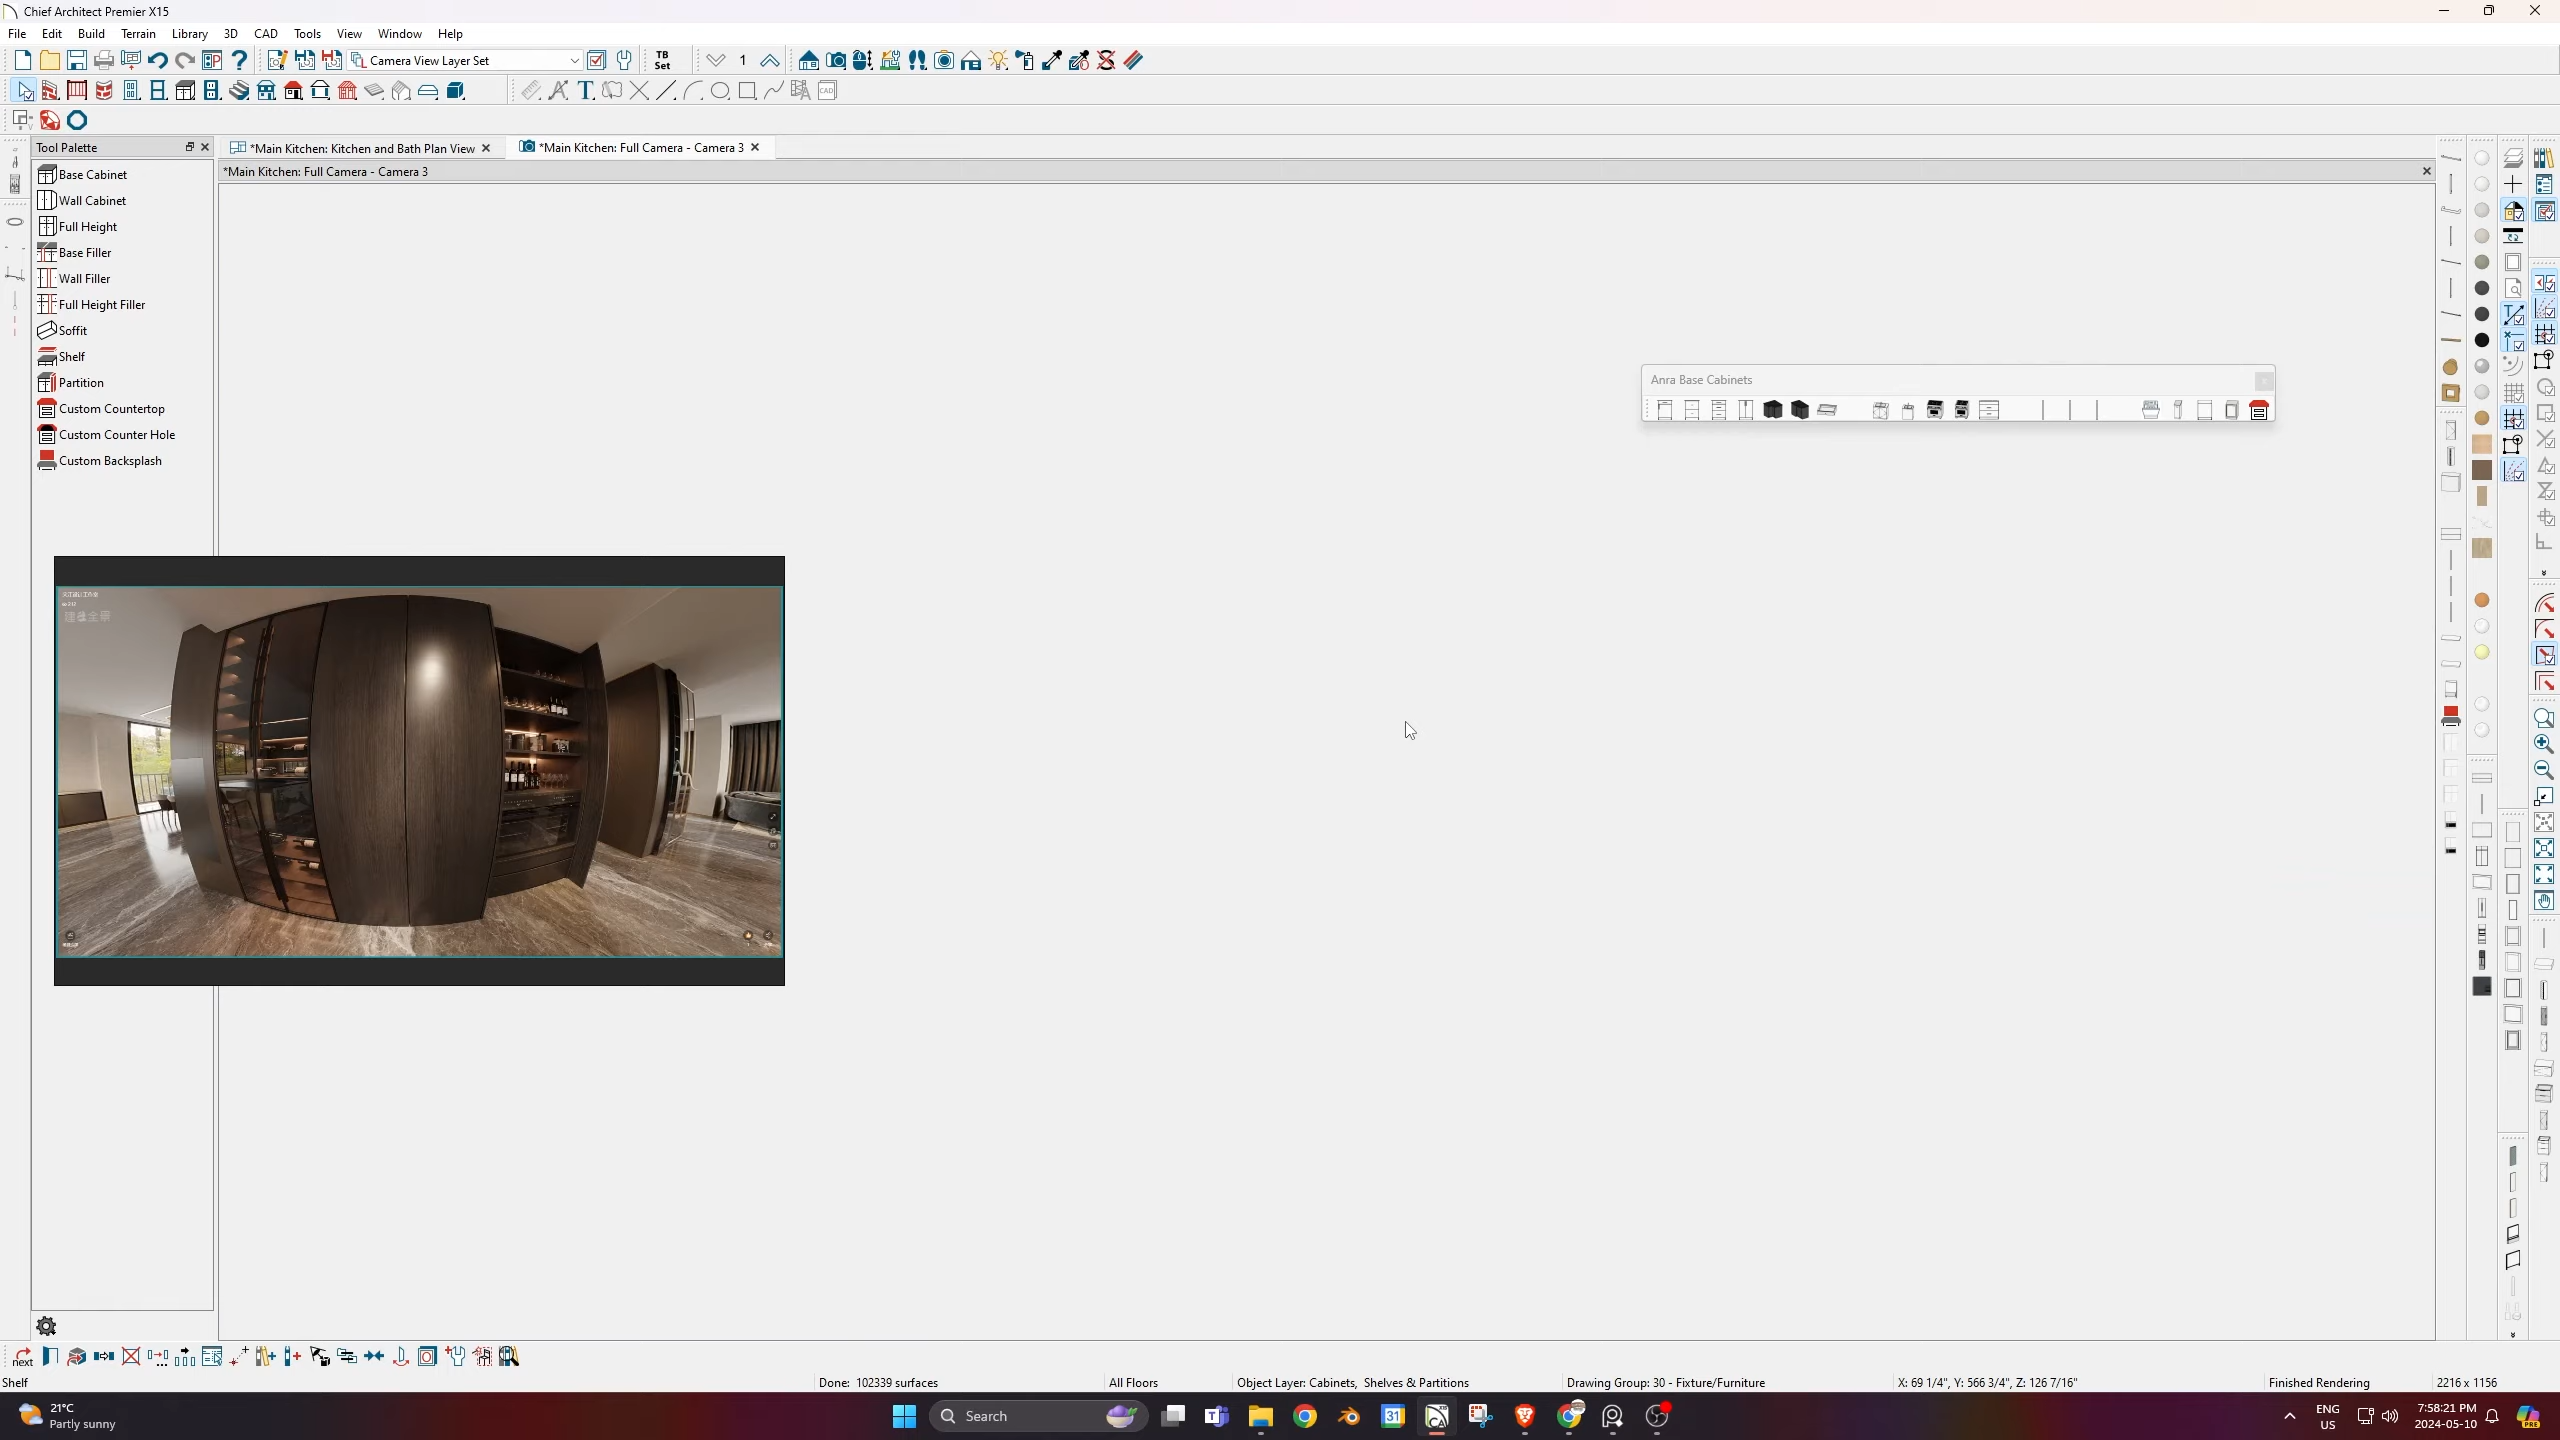 Chief Architect Premier X15
File Edit Build Terrain Library 3D CAD Tools View Window Help
Camera View Layer Set
TB Set
1
CAD
Tool Palette
*Main Kitchen: Kitchen and Bath Plan View
*Main Kitchen: Full Camera - Camera 3
*Main Kitchen: Full Camera - Camera 3
Base Cabinet
Wall Cabinet
Full Height
Base Filler
Wall Filler
Full Height Filler
Soffit
Shelf
Partition
Custom Countertop
Custom Counter Hole
Custom Backsplash
Anra Base Cabinets
next
Shelf
Done: 102339 surfaces
All Floors
Object Layer: Cabinets, Shelves & Partitions
Drawing Group: 30 - Fixture/Furniture
X: 69 1/4", Y: 566 3/4", Z: 126 7/16"
Finished Rendering
2216 x 1156
21°C
Partly sunny
Search
31
CA
ENG
US
7:58:21 PM
2024-05-10
PRE